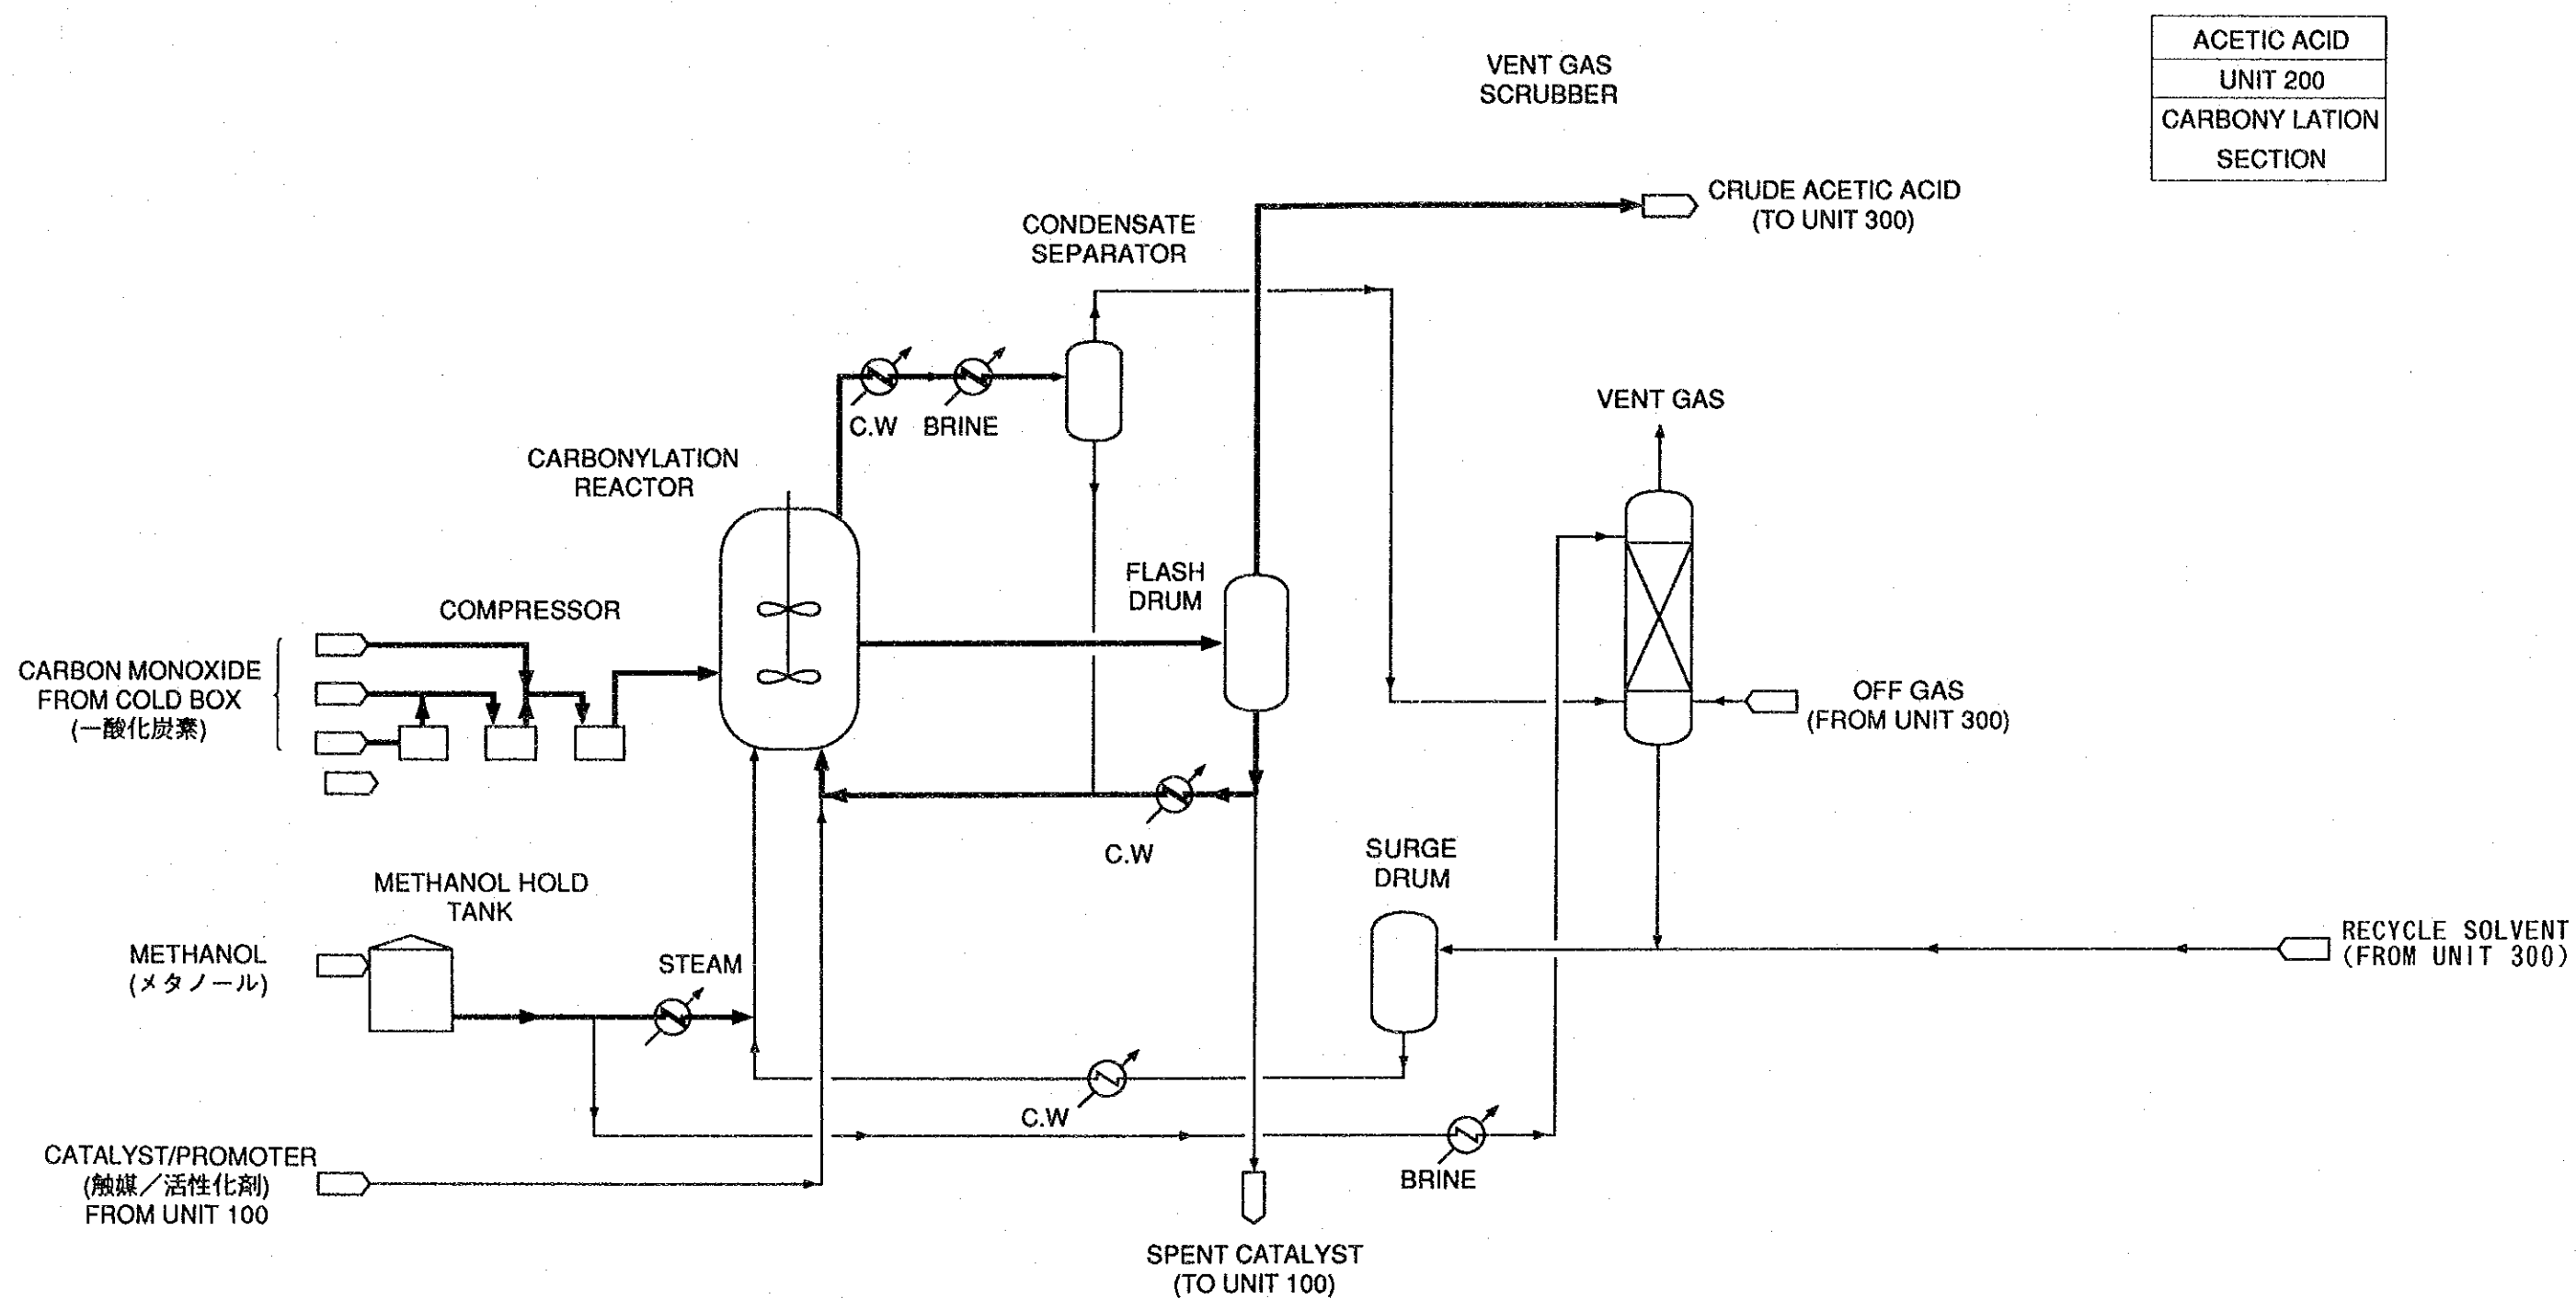 ACETIC ACID
UNIT 200
CARBONY LATION
SECTION
VENT GAS
SCRUBBER
CRUDE ACETIC ACID
(TO UNIT 300)
CONDENSATE
SEPARATOR
C.W
BRINE
VENT GAS
CARBONYLATION
REACTOR
FLASH
DRUM
COMPRESSOR
CARBON MONOXIDE
FROM COLD BOX
(一酸化炭素)
OFF GAS
(FROM UNIT 300)
C.W
SURGE
DRUM
METHANOL HOLD
TANK
METHANOL
(メタノール)
STEAM
RECYCLE SOLVENT
(FROM UNIT 300)
C.W
BRINE
CATALYST/PROMOTER
(触媒／活性化剤)
FROM UNIT 100
SPENT CATALYST
(TO UNIT 100)